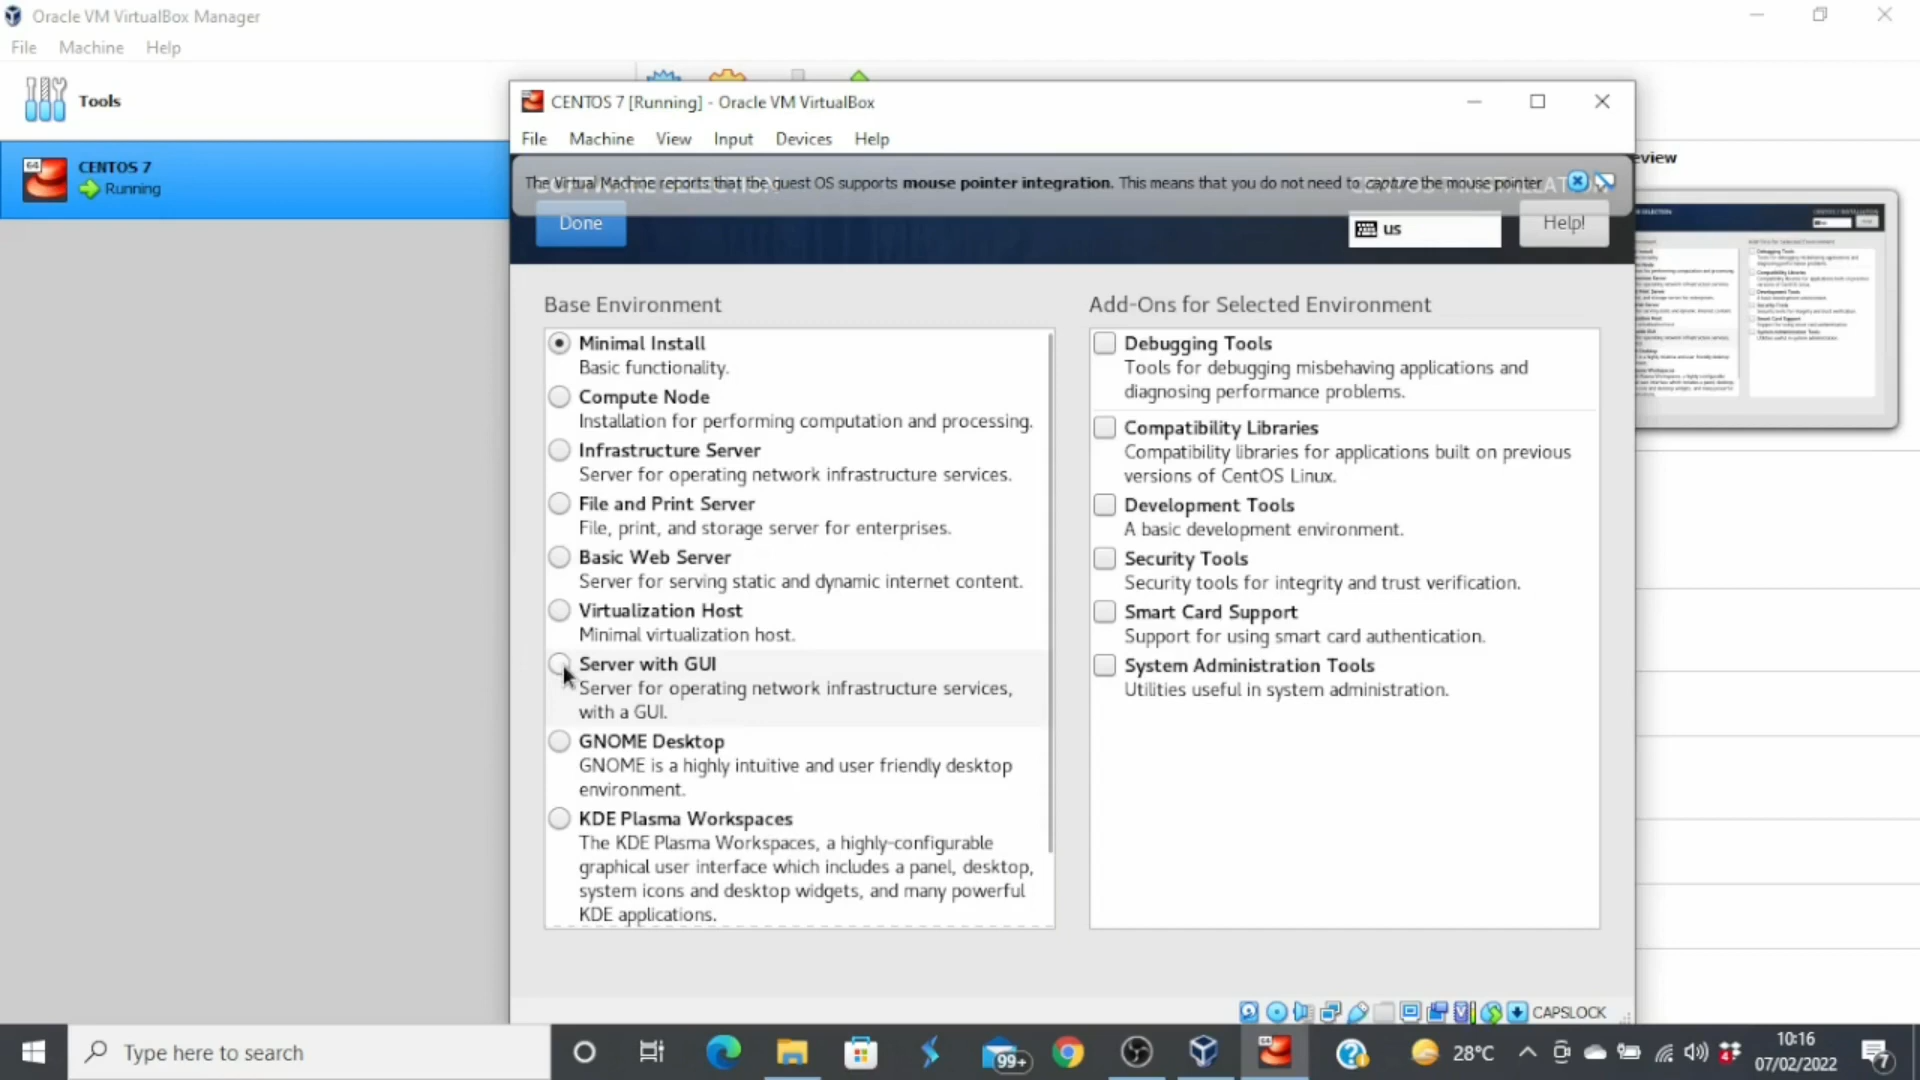 Oracle VM VirtualBox Manager
File Machine Help
Tools
CENTOS 7
Running
CENTOS 7 [Running] - Oracle VM VirtualBox
File Machine View Input Devices Help
The Virtual Machine reports that the guest OS supports mouse pointer integration. This means that you do not need to capture the mouse pointer
SOFTWARE SELECTION
Done
us
Help!
eview
Base Environment
Minimal Install
Basic functionality.
Compute Node
Installation for performing computation and processing.
Infrastructure Server
Server for operating network infrastructure services.
File and Print Server
File, print, and storage server for enterprises.
Basic Web Server
Server for serving static and dynamic internet content.
Virtualization Host
Minimal virtualization host.
Server with GUI
Server for operating network infrastructure services,
with a GUI.
GNOME Desktop
GNOME is a highly intuitive and user friendly desktop
environment.
KDE Plasma Workspaces
The KDE Plasma Workspaces, a highly-configurable
graphical user interface which includes a panel, desktop,
system icons and desktop widgets, and many powerful
KDE applications.
Add-Ons for Selected Environment
Debugging Tools
Tools for debugging misbehaving applications and
diagnosing performance problems.
Compatibility Libraries
Compatibility libraries for applications built on previous
versions of CentOS Linux.
Development Tools
A basic development environment.
Security Tools
Security tools for integrity and trust verification.
Smart Card Support
Support for using smart card authentication.
System Administration Tools
Utilities useful in system administration.
CAPSLOCK
Type here to search
99+
28°C
10:16
07/02/2022
7